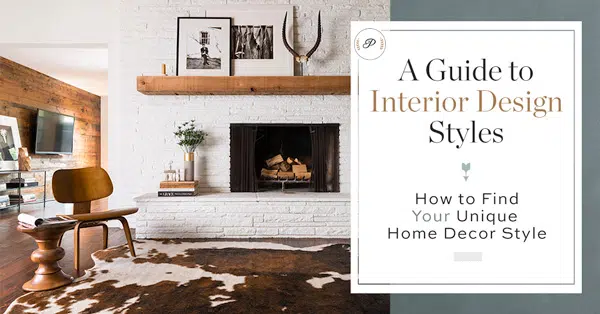 P
A Guide to
Interior Design
Styles
How to Find
Your Unique
Home Decor Style